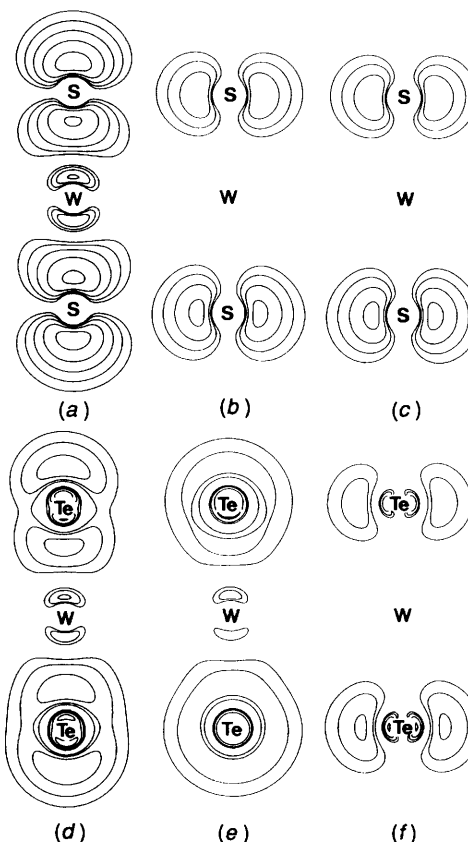 S S S
W W W
S S S
(a) (b) (c)
Te Te Te
W W W
Te Te Te
(d) (e) (f)